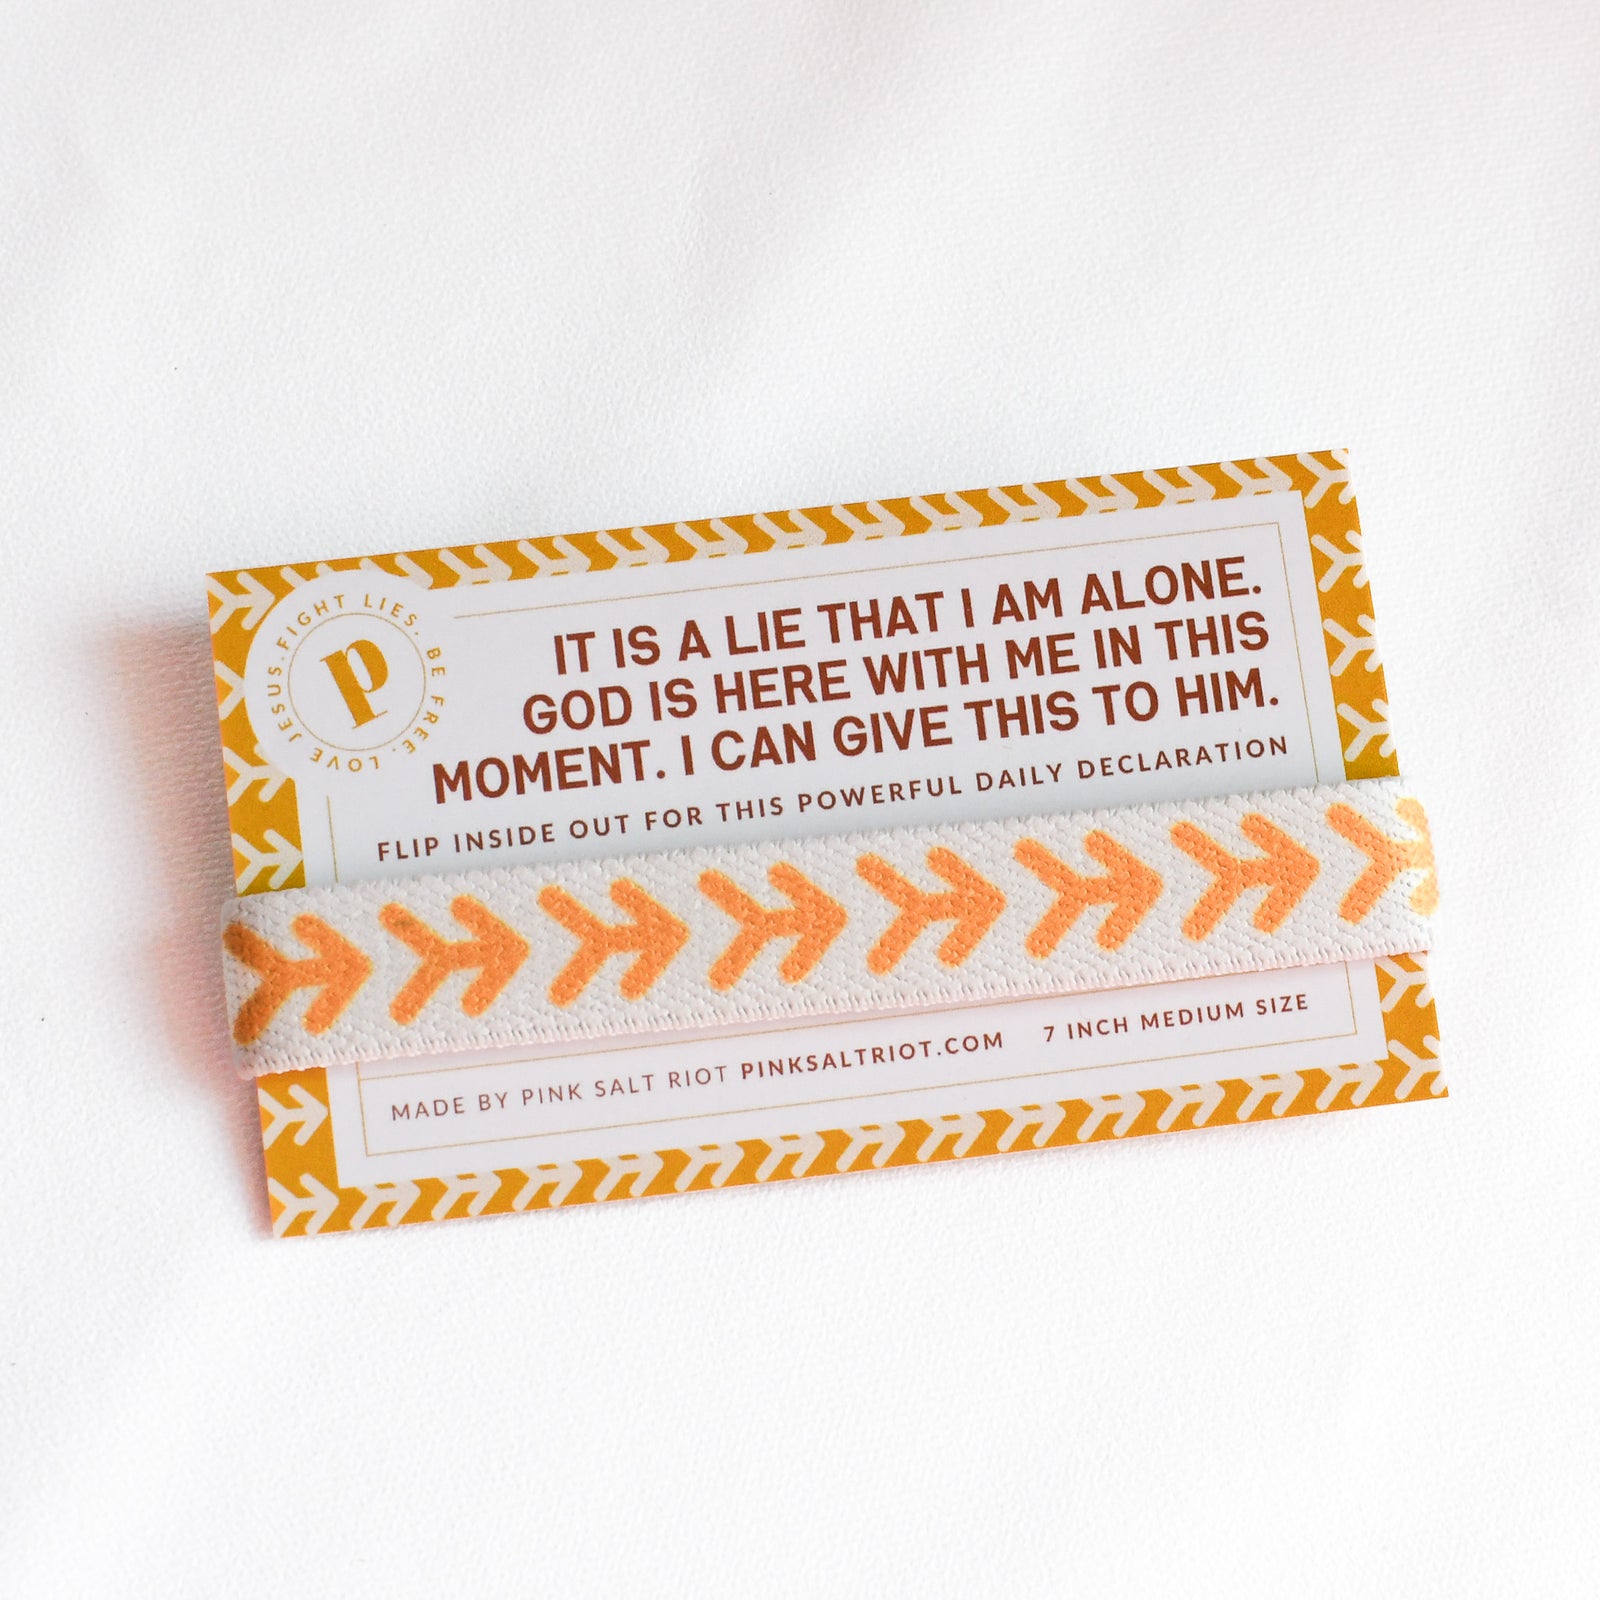 LOVE JESUS. FIGHT LIES. BE FREE.
p
IT IS A LIE THAT I AM ALONE.
GOD IS HERE WITH ME IN THIS
MOMENT. I CAN GIVE THIS TO HIM.
FLIP INSIDE OUT FOR THIS POWERFUL DAILY DECLARATION
MADE BY PINK SALT RIOT PINKSALTRIOT.COM 7 INCH MEDIUM SIZE